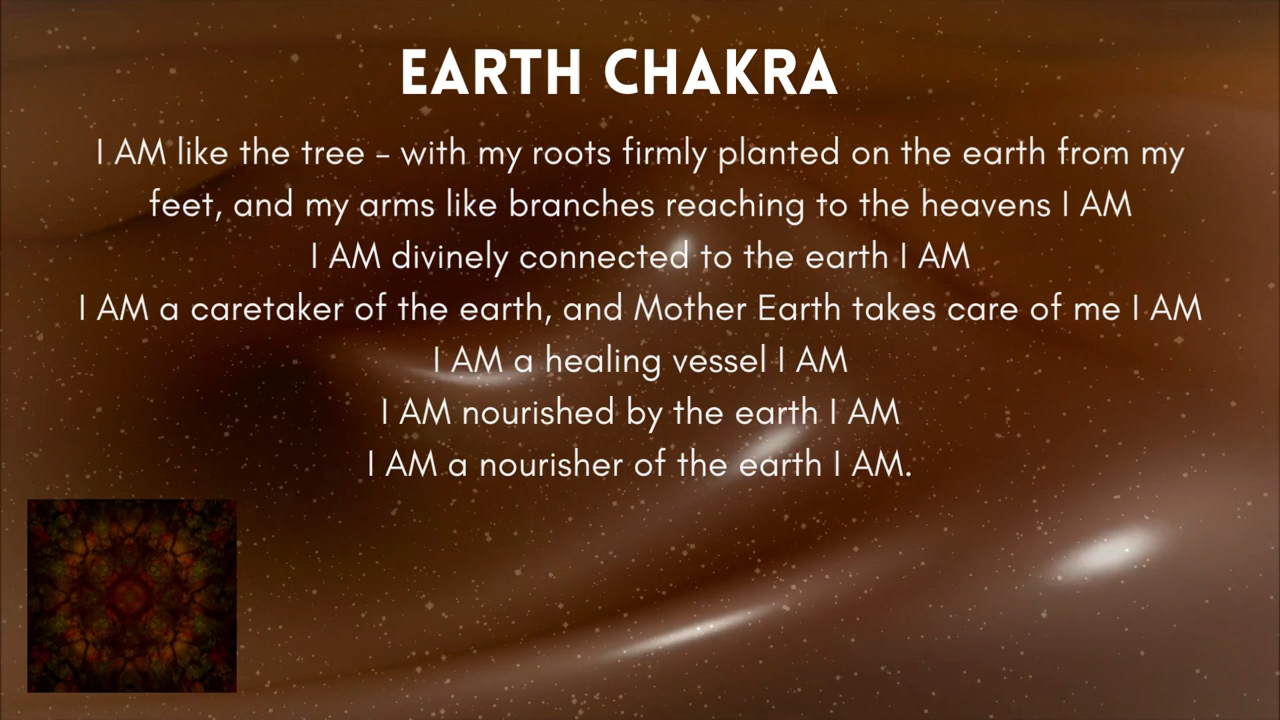 EARTH CHAKRA
I AM like the tree – with my roots firmly planted on the earth from my
feet, and my arms like branches reaching to the heavens I AM
I AM divinely connected to the earth I AM
I AM a caretaker of the earth, and Mother Earth takes care of me I AM
I AM a healing vessel I AM
I AM nourished by the earth I AM
I AM a nourisher of the earth I AM.